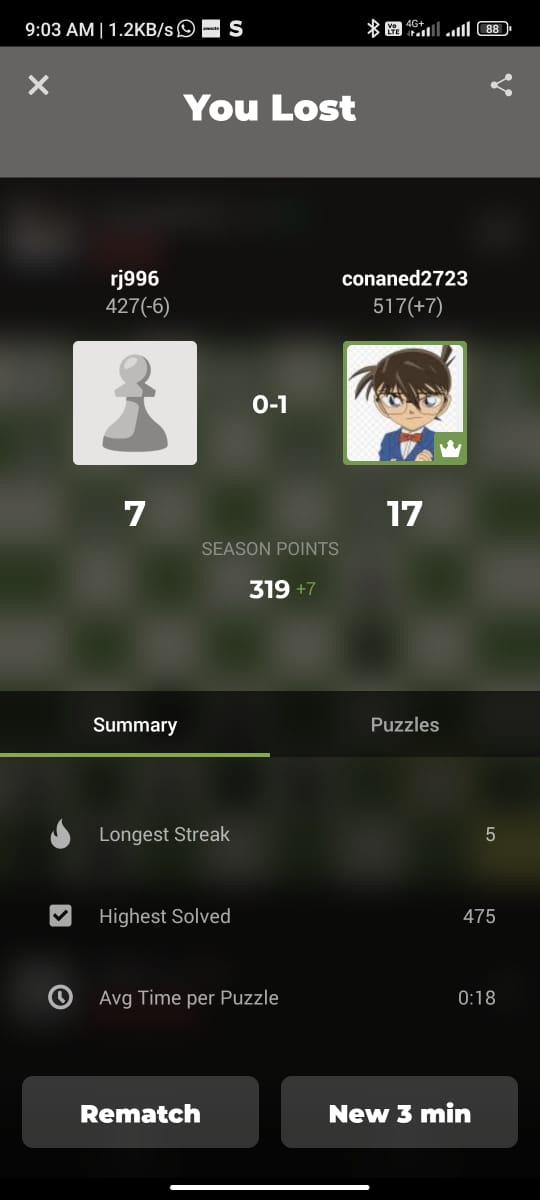 9:03 AM | 1.2KB/s S 4G+ Vo LTE 88
You Lost
rj996 conaned2723
427(-6) 517(+7)
0-1
7 17
SEASON POINTS
319 +7
Summary Puzzles
Longest Streak 5
Highest Solved 475
Avg Time per Puzzle 0:18
Rematch New 3 min